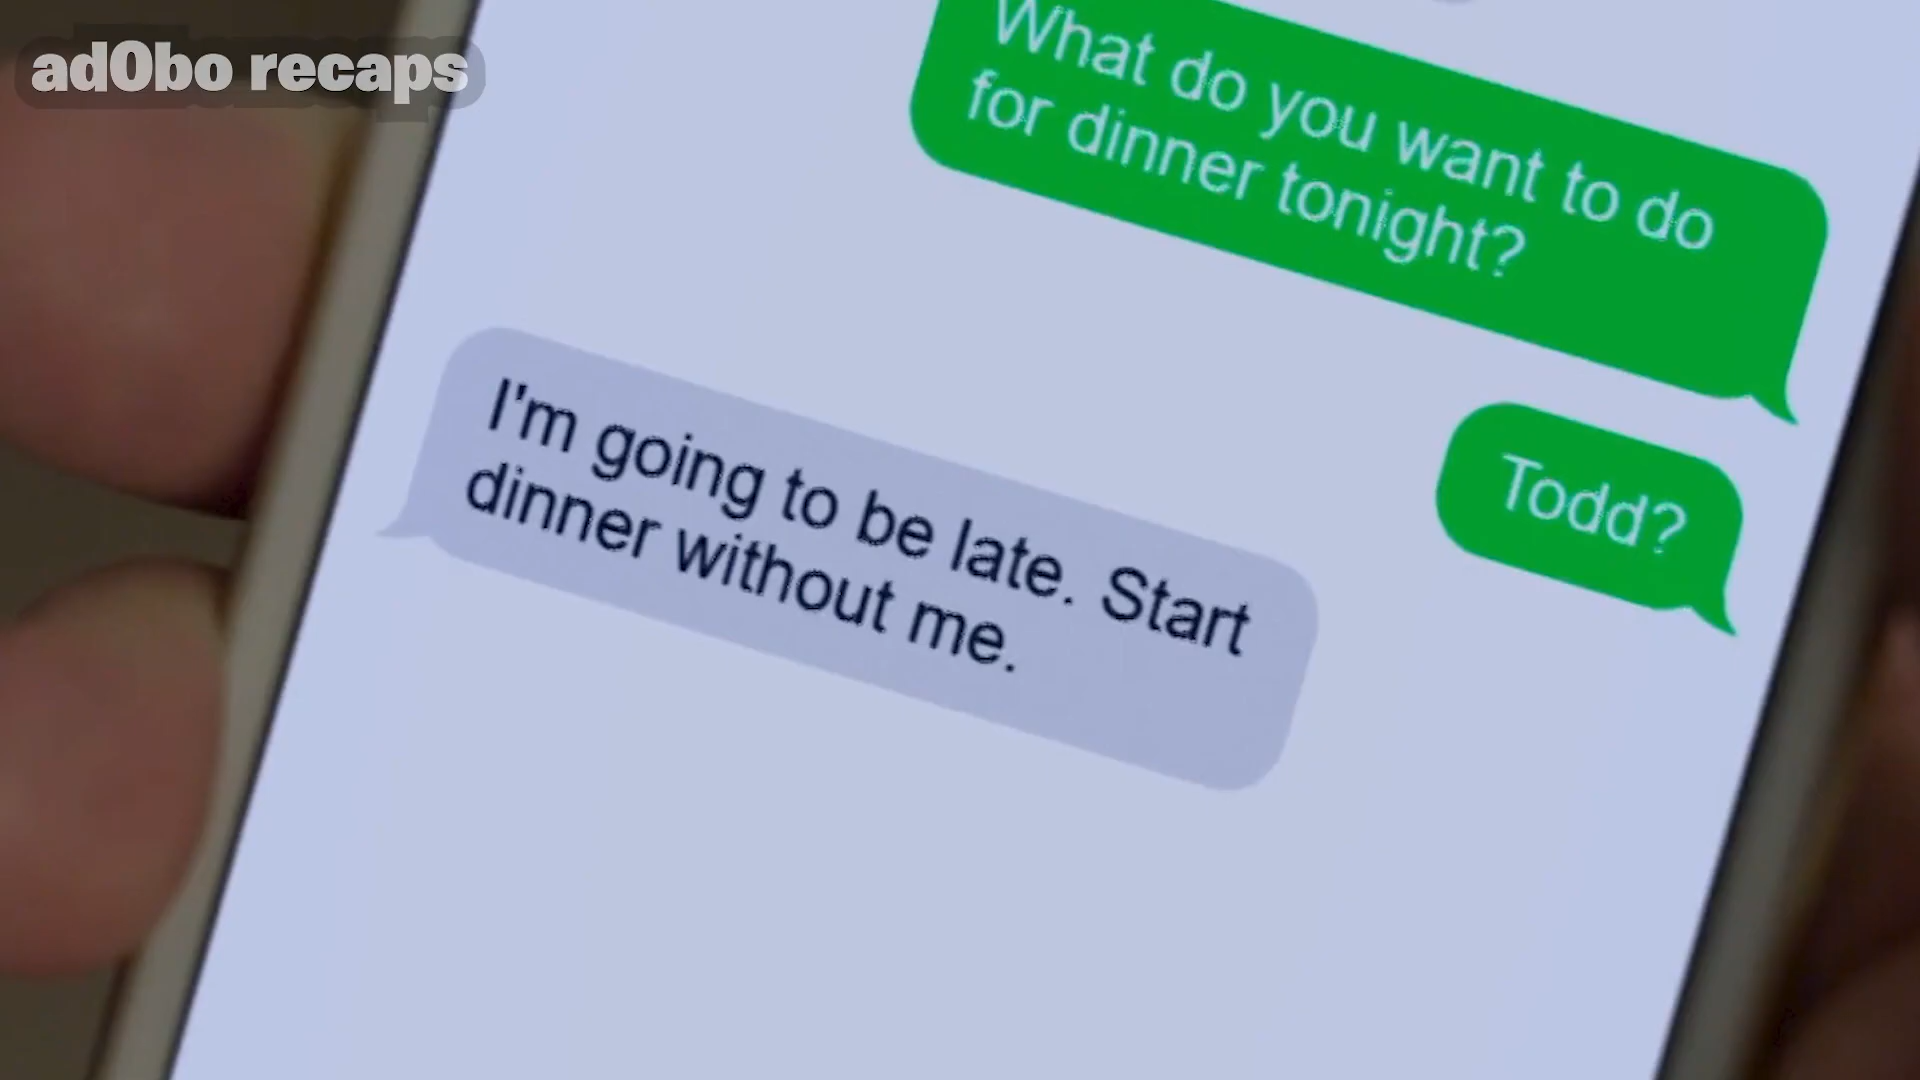 ad0bo recaps
What do you want to do
for dinner tonight?
Todd?
I'm going to be late. Start
dinner without me.